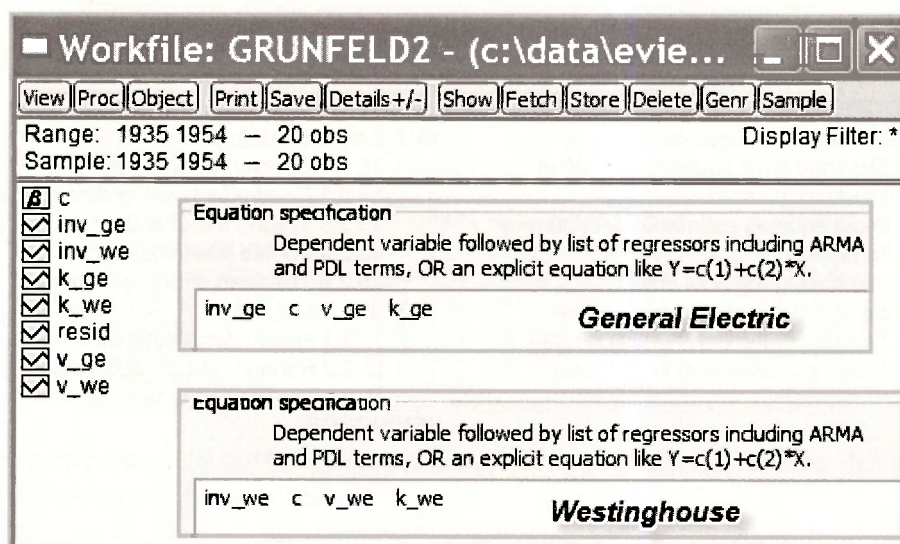 Workfile: GRUNFELD2 - (c:\data\evie...
View Proc Object Print Save Details+/- Show Fetch Store Delete Genr Sample
Range: 1935 1954 — 20 obs
Display Filter: *
Sample: 1935 1954 — 20 obs
β c
inv_ge
inv_we
k_ge
k_we
resid
v_ge
v_we
Equation specification
Dependent variable followed by list of regressors including ARMA
and PDL terms, OR an explicit equation like Y=c(1)+c(2)*X.
inv_ge c v_ge k_ge
General Electric
Equation specification
Dependent variable followed by list of regressors including ARMA
and PDL terms, OR an explicit equation like Y=c(1)+c(2)*X.
inv_we c v_we k_we
Westinghouse